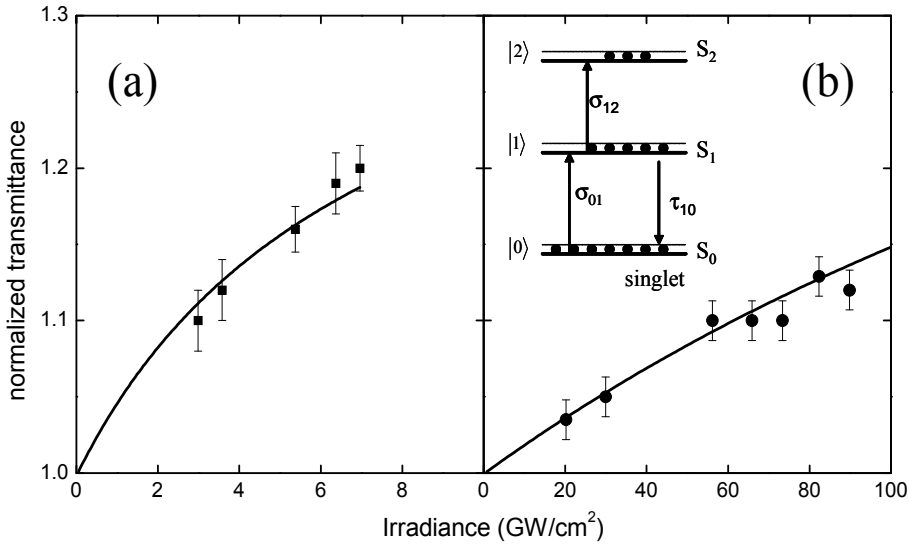 normalized transmittance
1.3
1.2
1.1
1.0
(a)
(b)
|2⟩ S₂
σ₁₂
|1⟩ S₁
σ₀₁ τ₁₀
|0⟩ S₀
singlet
0 2 4 6 8 0 20 40 60 80 100
Irradiance (GW/cm²)